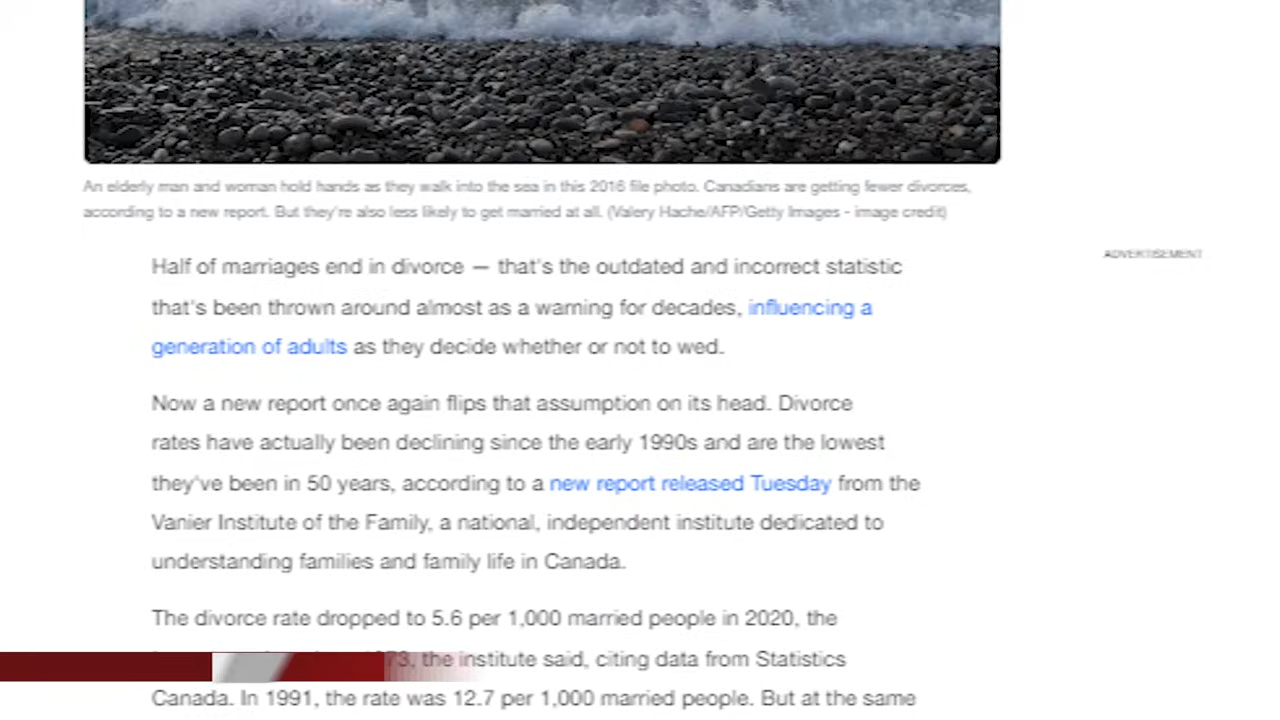 An elderly man and woman hold hands as they walk into the sea in this 2016 file photo. Canadians are getting fewer divorces,
according to a new report. But they're also less likely to get married at all. (Valery Hache/AFP/Getty Images - image credit)
ADVERTISEMENT
Half of marriages end in divorce — that's the outdated and incorrect statistic
that's been thrown around almost as a warning for decades, influencing a
generation of adults as they decide whether or not to wed.
Now a new report once again flips that assumption on its head. Divorce
rates have actually been declining since the early 1990s and are the lowest
they've been in 50 years, according to a new report released Tuesday from the
Vanier Institute of the Family, a national, independent institute dedicated to
understanding families and family life in Canada.
The divorce rate dropped to 5.6 per 1,000 married people in 2020, the
the institute said, citing data from Statistics
Canada. In 1991, the rate was 12.7 per 1,000 married people. But at the same